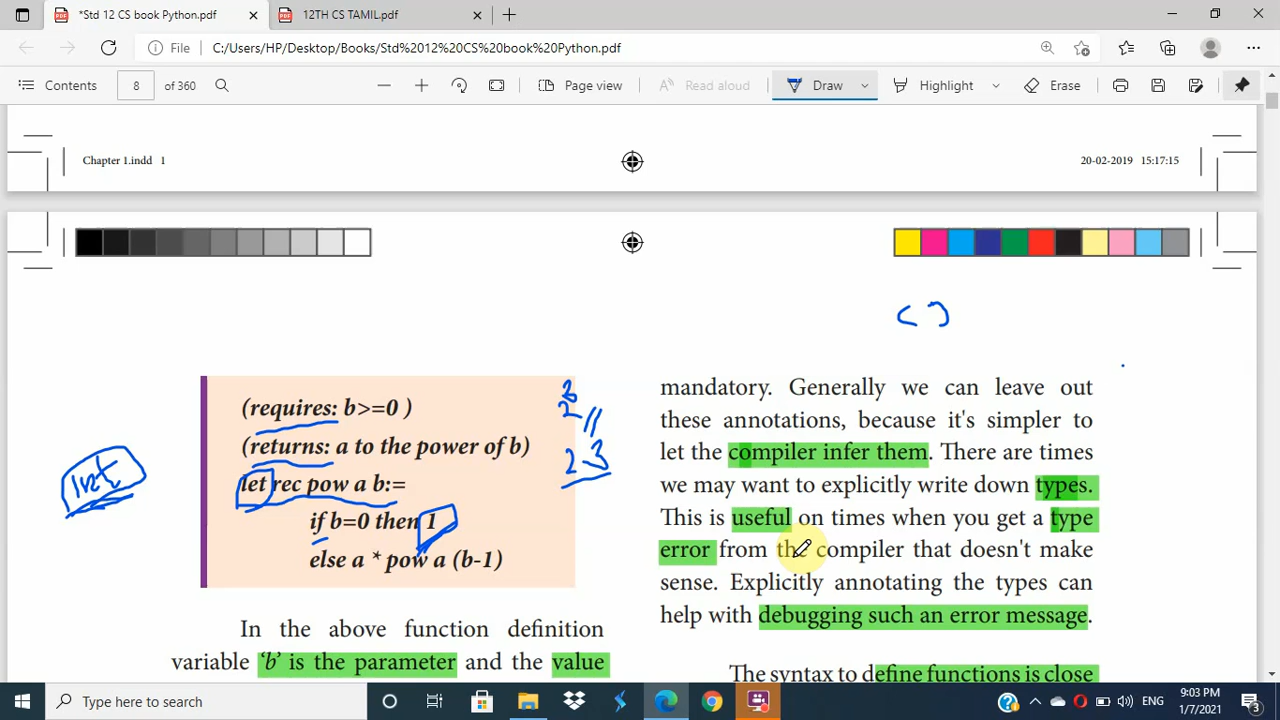 *Std 12 CS book Python.pdf
12TH CS TAMIL.pdf
File C:/Users/HP/Desktop/Books/Std%2012%20CS%20book%20Python.pdf
Contents 8 of 360 Page view Read aloud Draw Highlight Erase
Chapter 1.indd 1 20-02-2019 15:17:15
(requires: b>=0 )
(returns: a to the power of b)
let rec pow a b:=
if b=0 then 1
else a * pow a (b-1)
2 3
In the above function definition
variable ‘b’ is the parameter and the value
mandatory. Generally we can leave out
these annotations, because it's simpler to
let the compiler infer them. There are times
we may want to explicitly write down types.
This is useful on times when you get a type
error from the compiler that doesn't make
sense. Explicitly annotating the types can
help with debugging such an error message.
The syntax to define functions is close
Type here to search
ENG
9:03 PM
1/7/2021
3